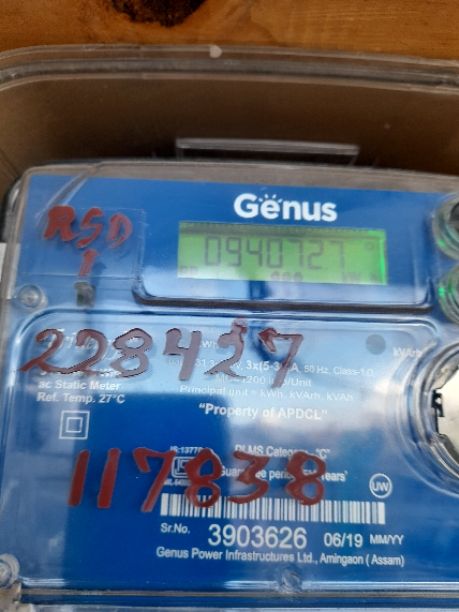 Genus
RSD
1
0940727
228427
ac Static Meter
Ref. Temp. 27°C
Principal unit = kWh, kVArh, kVAh
"Property of APDCL"
117838
UW
Sr.No. 3903626 06/19 MM/YY
Genus Power Infrastructures Ltd., Amingaon ( Assam)